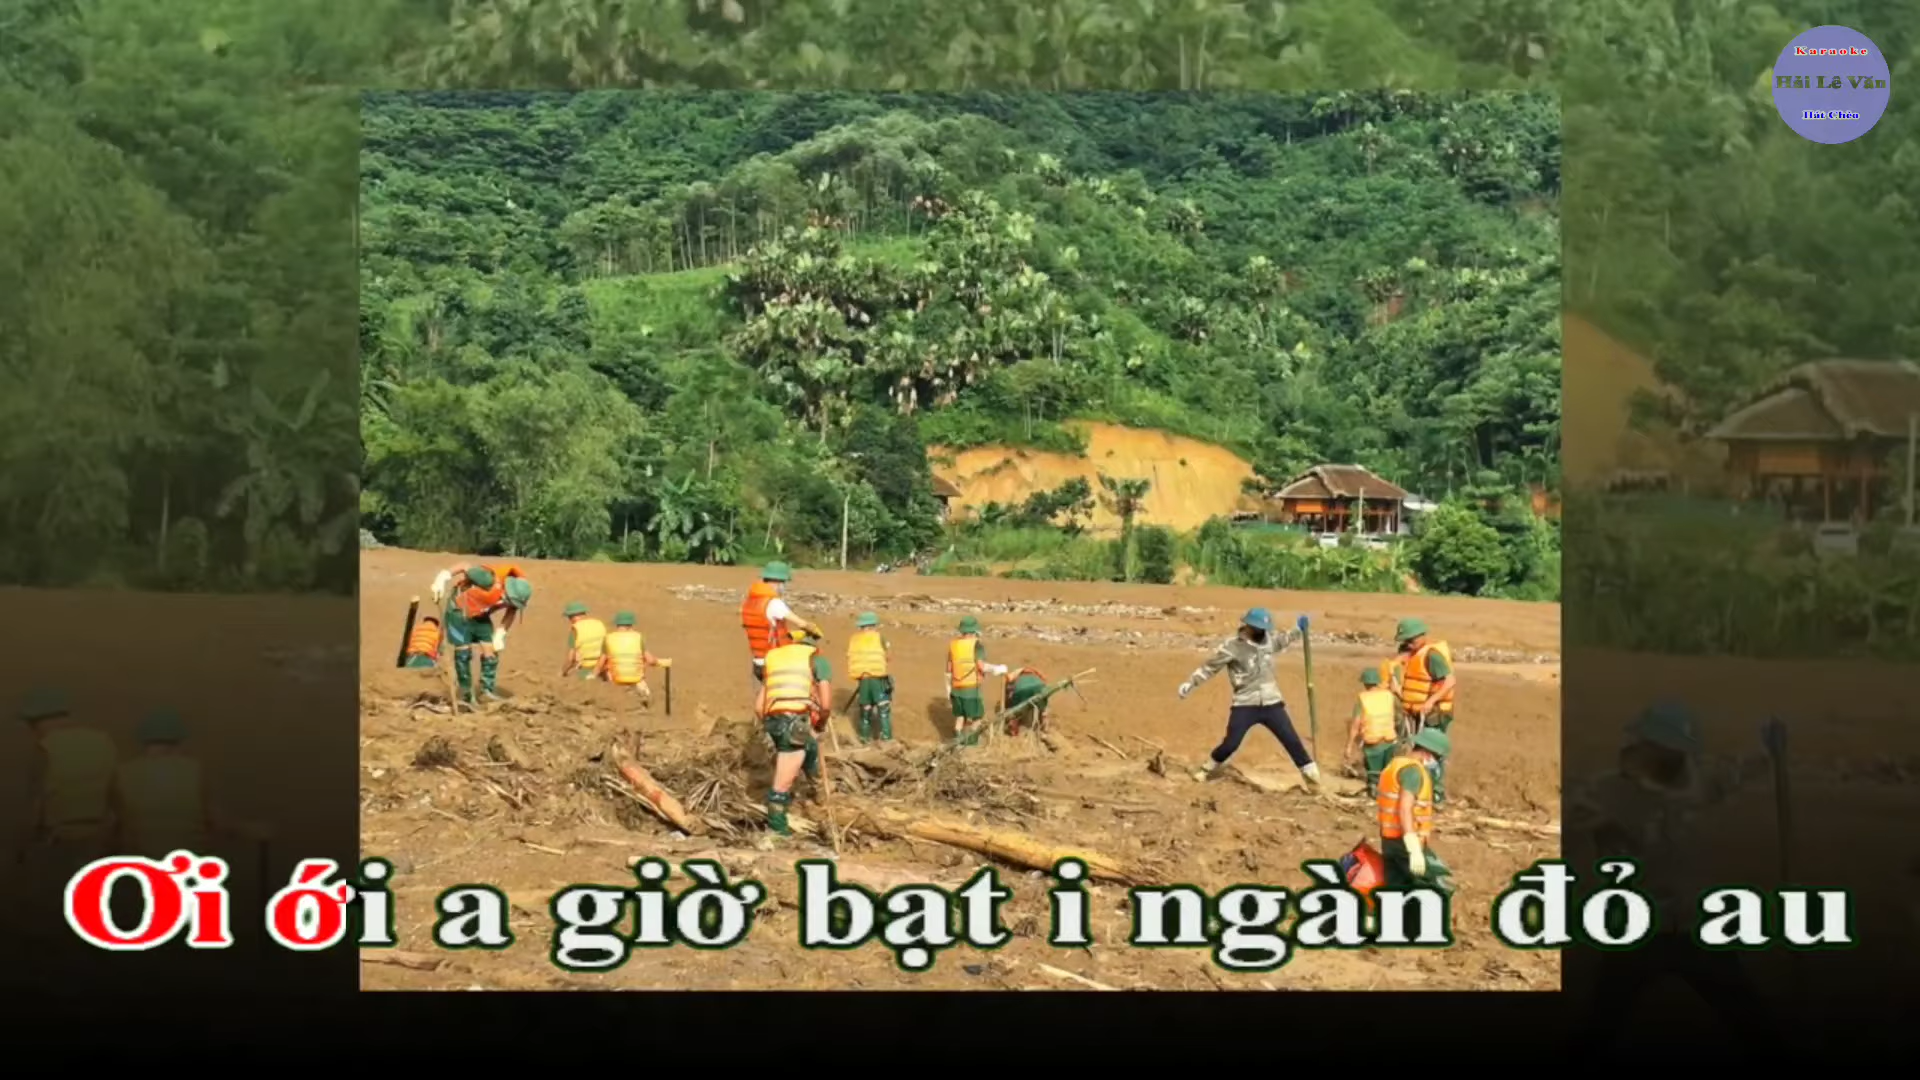 Karaoke
Hải Lê Văn
Hát Chèo
Ơi ới a giờ bạt i ngàn đỏ au